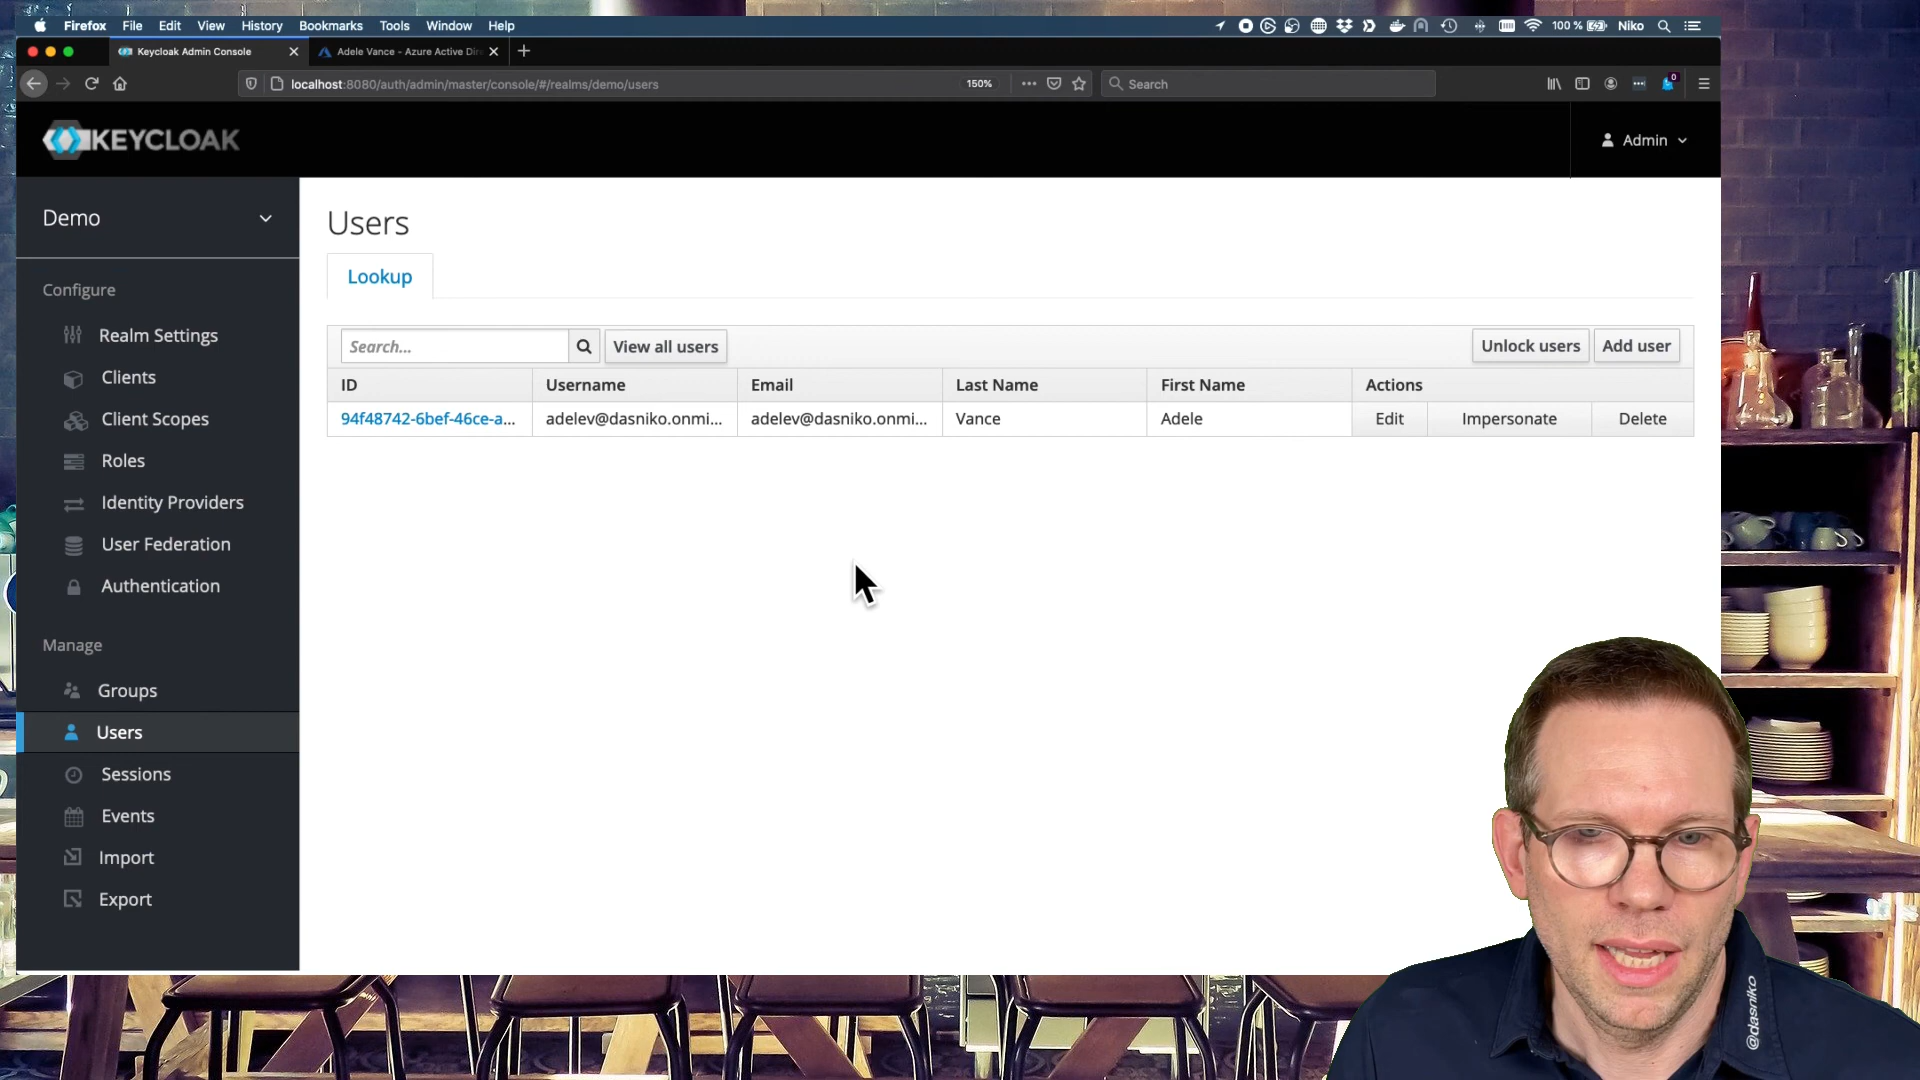 Firefox File Edit View History Bookmarks Tools Window Help 100 % Niko
Keycloak Admin Console Adele Vance - Azure Active Dir
localhost:8080/auth/admin/master/console/#/realms/demo/users 150% Search 0
KEYCLOAK Admin
Demo
Configure
Realm Settings
Clients
Client Scopes
Roles
Identity Providers
User Federation
Authentication
Manage
Groups
Users
Sessions
Events
Import
Export
Users
Lookup
Search... View all users Unlock users Add user
ID Username Email Last Name First Name Actions
94f48742-6bef-46ce-a... adelev@dasniko.onmi... adelev@dasniko.onmi... Vance Adele Edit Impersonate Delete
@dasniko